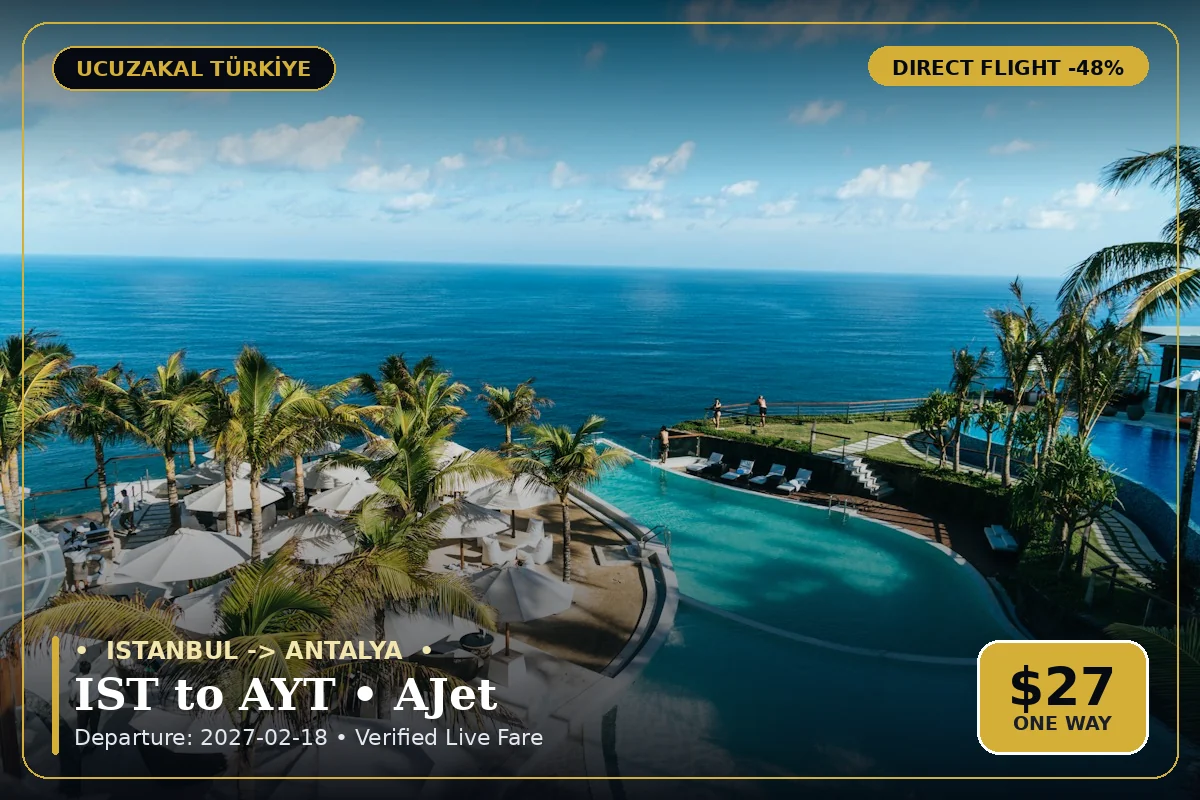 UCUZAKAL TÜRKİYE
DIRECT FLIGHT -48%
• ISTANBUL -> ANTALYA •
IST to AYT • AJet
Departure: 2027-02-18 • Verified Live Fare
$27
ONE WAY